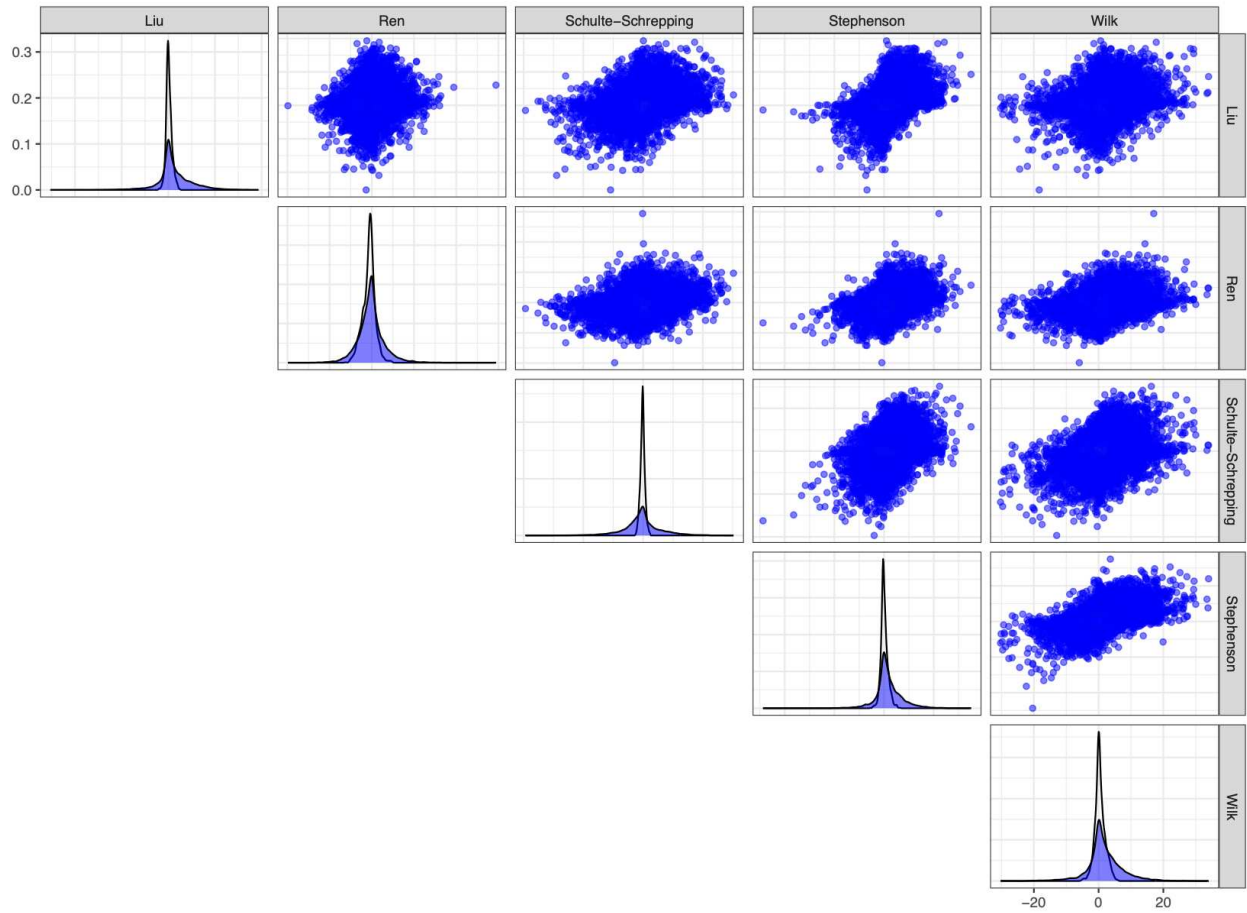 Liu Ren Schulte−Schrepping Stephenson Wilk
0.3
0.2
0.1
0.0
Liu
Ren
Schulte−Schrepping
Stephenson
Wilk
−20 0 20